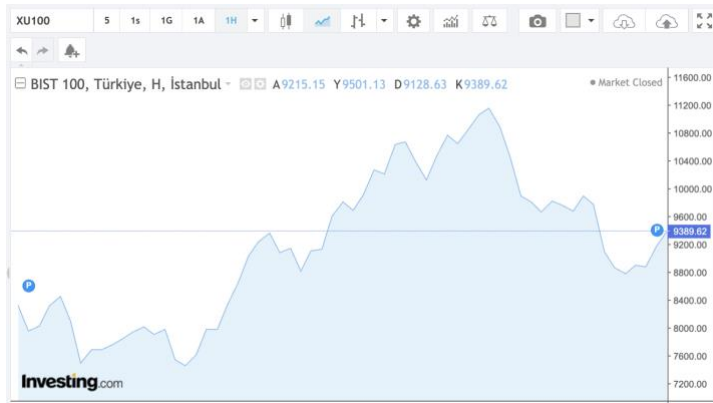 XU100 5 1s 1G 1A 1H
BIST 100, Türkiye, H, İstanbul A9215.15 Y9501.13 D9128.63 K9389.62
Market Closed
11600.00
11200.00
10800.00
10400.00
10000.00
9600.00
P 9389.62
9200.00
P
8800.00
8400.00
8000.00
7600.00
Investing.com
7200.00